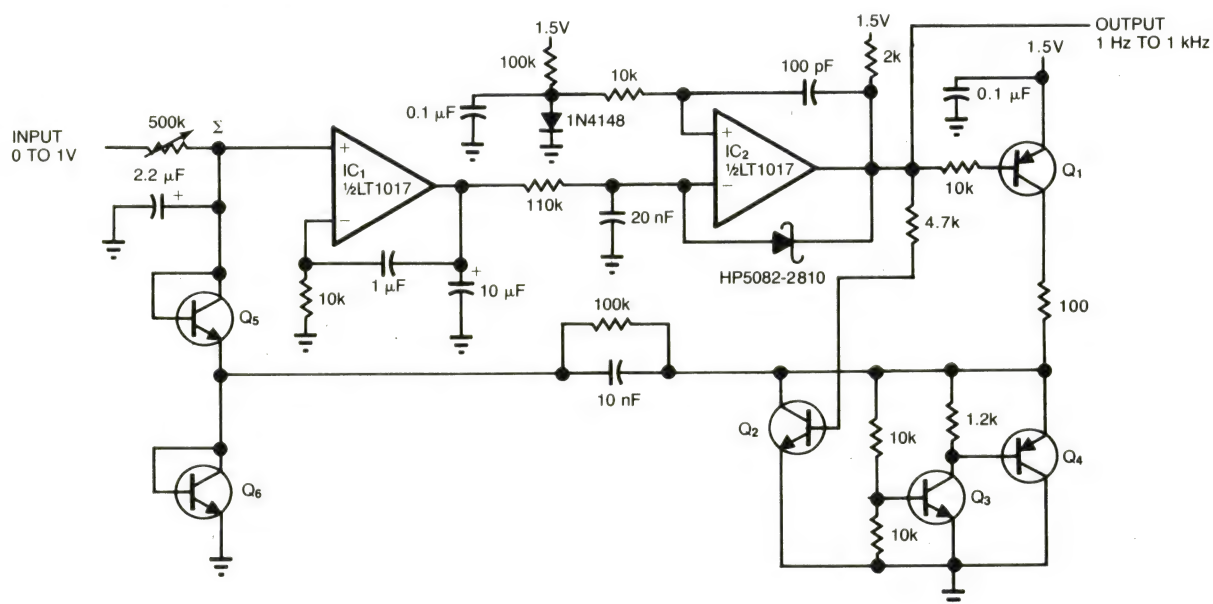 OUTPUT
1 Hz TO 1 kHz
1.5V
1.5V
1.5V
100k
10k
100 pF
2k
0.1 µF
1N4148
0.1 µF
INPUT
0 TO 1V
500k
Σ
2.2 µF
+
+
IC1
½LT1017
−
110k
20 nF
+
IC2
½LT1017
−
10k
Q1
4.7k
HP5082-2810
10k
1 µF
+
10 µF
100
Q5
100k
10 nF
Q2
10k
1.2k
Q4
Q3
10k
Q6